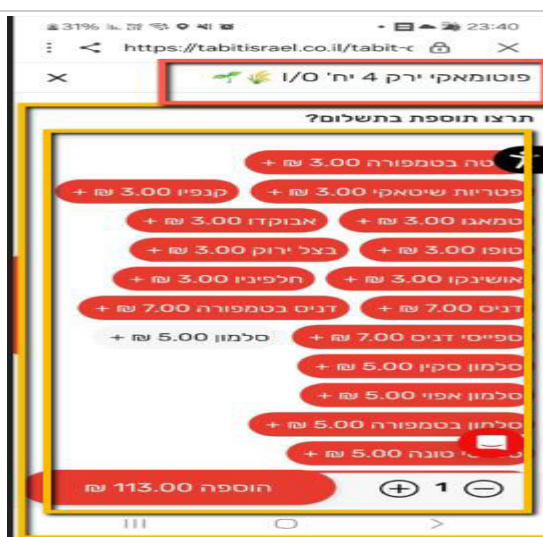 31% 23:40
https://tabitisrael.co.il/tabit-c
פוטומאקי ירק 4 יח' I/O
תרצו תוספת בתשלום?
בטמפורה 3.00 ₪ +
פטריות שיטאקי 3.00 ₪ + קנפיו 3.00 ₪ +
טמאגו 3.00 ₪ + אבוקדו 3.00 ₪ +
טופו 3.00 ₪ + בצל ירוק 3.00 ₪ +
אושינקו 3.00 ₪ + חלפיניו 3.00 ₪ +
דניס 7.00 ₪ + דניס בטמפורה 7.00 ₪ +
ספייסי דניס 7.00 ₪ + סלמון 5.00 ₪ +
סלמון סקין 5.00 ₪ +
סלמון אפוי 5.00 ₪ +
סלמון בטמפורה 5.00 ₪ +
טונה 5.00 ₪ +
1 הוספה 113.00 ₪